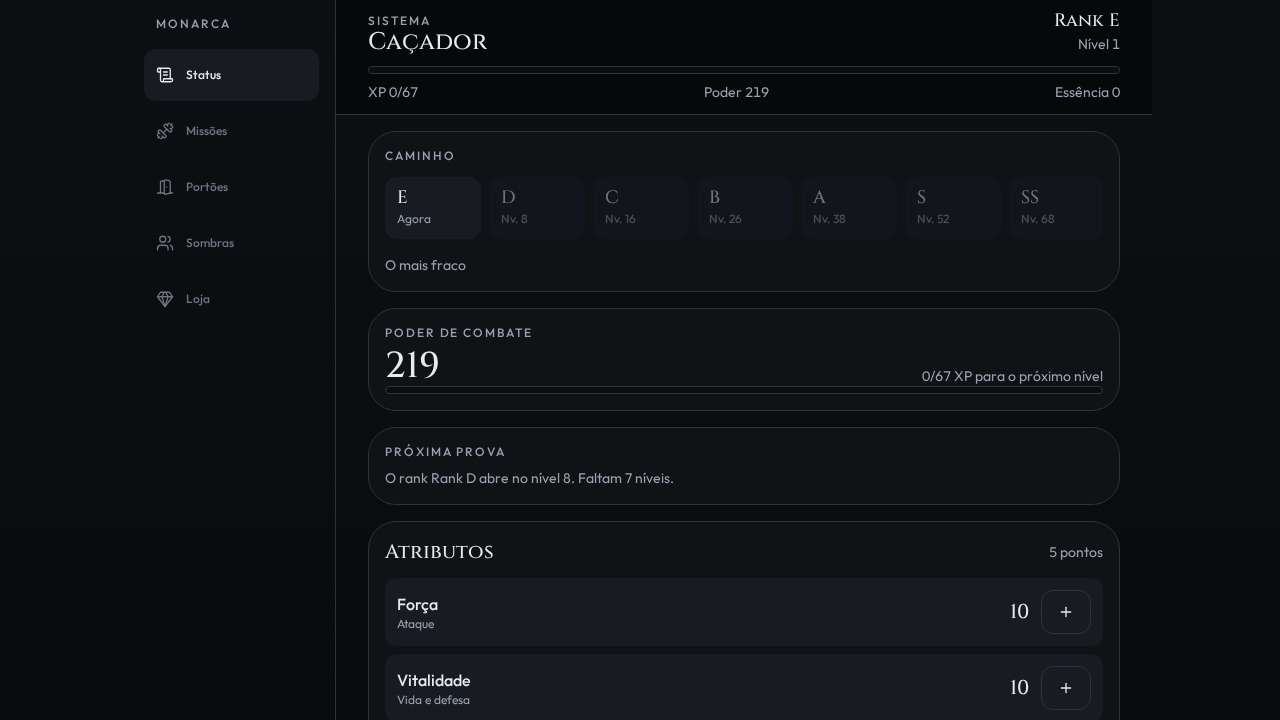 MONARCA
Status
Missões
Portões
Sombras
Loja
SISTEMA
Caçador
Rank E
Nível 1
XP 0/67
Poder 219
Essência 0
CAMINHO
E
Agora
D
Nv. 8
C
Nv. 16
B
Nv. 26
A
Nv. 38
S
Nv. 52
SS
Nv. 68
O mais fraco
PODER DE COMBATE
219
0/67 XP para o próximo nível
PRÓXIMA PROVA
O rank Rank D abre no nível 8. Faltam 7 níveis.
Atributos
5 pontos
Força
Ataque
10
+
Vitalidade
Vida e defesa
10
+